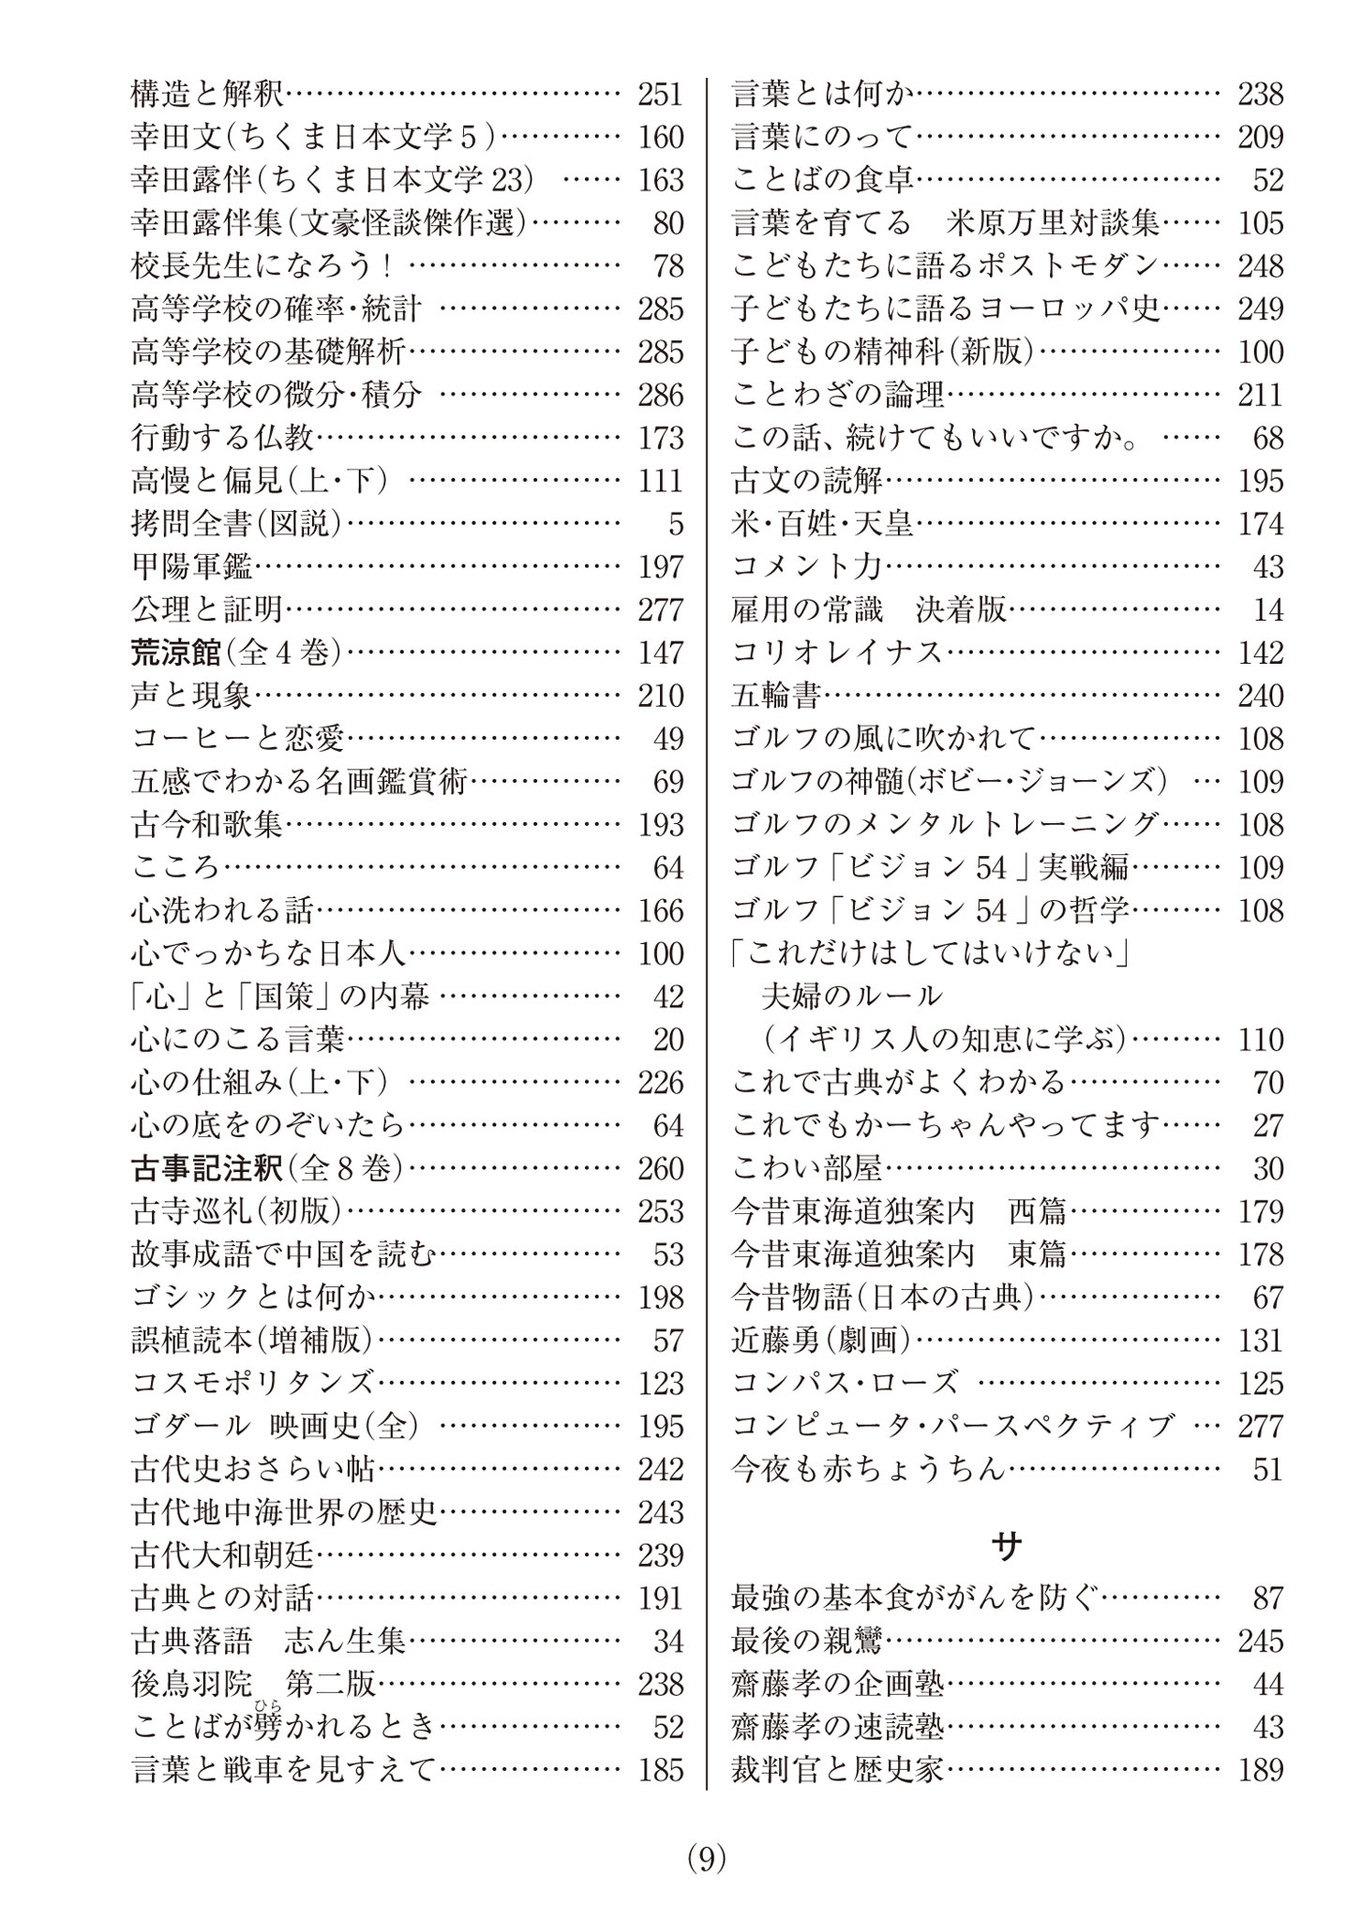 構造と解釈…………………………… 251
幸田文(ちくま日本文学5)………… 160
幸田露伴(ちくま日本文学23) …… 163
幸田露伴集(文豪怪談傑作選)……… 80
校長先生になろう！ ………………… 78
高等学校の確率・統計 ……………… 285
高等学校の基礎解析………………… 285
高等学校の微分・積分 ……………… 286
行動する仏教………………………… 173
高慢と偏見(上・下) ………………… 111
拷問全書(図説)……………………… 5
甲陽軍鑑……………………………… 197
公理と証明…………………………… 277
荒涼館(全4巻)……………………… 147
声と現象……………………………… 210
コーヒーと恋愛……………………… 49
五感でわかる名画鑑賞術…………… 69
古今和歌集…………………………… 193
こころ………………………………… 64
心洗われる話………………………… 166
心でっかちな日本人………………… 100
「心」と「国策」の内幕 ……………… 42
心にのこる言葉……………………… 20
心の仕組み(上・下) ………………… 226
心の底をのぞいたら………………… 64
古事記注釈(全8巻)………………… 260
古寺巡礼(初版)……………………… 253
故事成語で中国を読む……………… 53
ゴシックとは何か…………………… 198
誤植読本(増補版)…………………… 57
コスモポリタンズ…………………… 123
ゴダール 映画史(全) ……………… 195
古代史おさらい帖…………………… 242
古代地中海世界の歴史……………… 243
古代大和朝廷………………………… 239
古典との対話………………………… 191
古典落語　志ん生集………………… 34
後鳥羽院　第二版…………………… 238
ひら
ことばが劈かれるとき……………… 52
言葉と戦車を見すえて……………… 185
言葉とは何か………………………… 238
言葉にのって………………………… 209
ことばの食卓………………………… 52
言葉を育てる　米原万里対談集…… 105
こどもたちに語るポストモダン…… 248
子どもたちに語るヨーロッパ史…… 249
子どもの精神科(新版)……………… 100
ことわざの論理……………………… 211
この話、続けてもいいですか。 …… 68
古文の読解…………………………… 195
米・百姓・天皇……………………… 174
コメント力…………………………… 43
雇用の常識　決着版………………… 14
コリオレイナス……………………… 142
五輪書………………………………… 240
ゴルフの風に吹かれて……………… 108
ゴルフの神髄(ボビー・ジョーンズ) … 109
ゴルフのメンタルトレーニング…… 108
ゴルフ「ビジョン54」実戦編……… 109
ゴルフ「ビジョン54」の哲学……… 108
「これだけはしてはいけない」
夫婦のルール
(イギリス人の知恵に学ぶ)……… 110
これで古典がよくわかる…………… 70
これでもかーちゃんやってます…… 27
こわい部屋…………………………… 30
今昔東海道独案内　西篇…………… 179
今昔東海道独案内　東篇…………… 178
今昔物語(日本の古典)……………… 67
近藤勇(劇画)………………………… 131
コンパス・ローズ …………………… 125
コンピュータ・パースペクティブ … 277
今夜も赤ちょうちん………………… 51
サ
最強の基本食ががんを防ぐ………… 87
最後の親鸞…………………………… 245
齋藤孝の企画塾……………………… 44
齋藤孝の速読塾……………………… 43
裁判官と歴史家……………………… 189
(9)